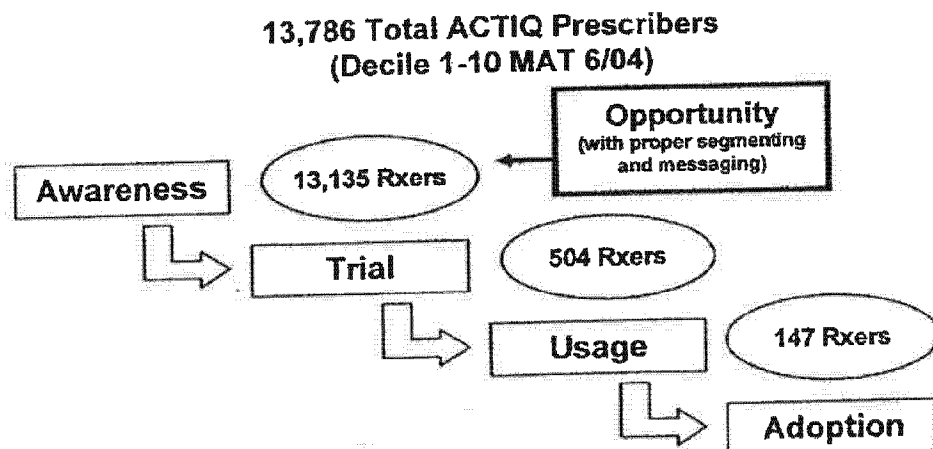 13,786 Total ACTIQ Prescribers
(Decile 1-10 MAT 6/04)
Opportunity
(with proper segmenting
and messaging)
Awareness
13,135 Rxers
Trial
504 Rxers
Usage
147 Rxers
Adoption